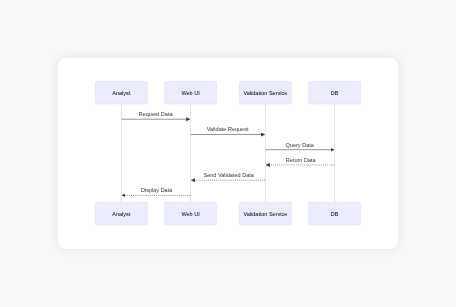 Analyst
Web UI
Validation Service
DB
Request Data
Validate Request
Query Data
Return Data
Send Validated Data
Display Data
Analyst
Web UI
Validation Service
DB